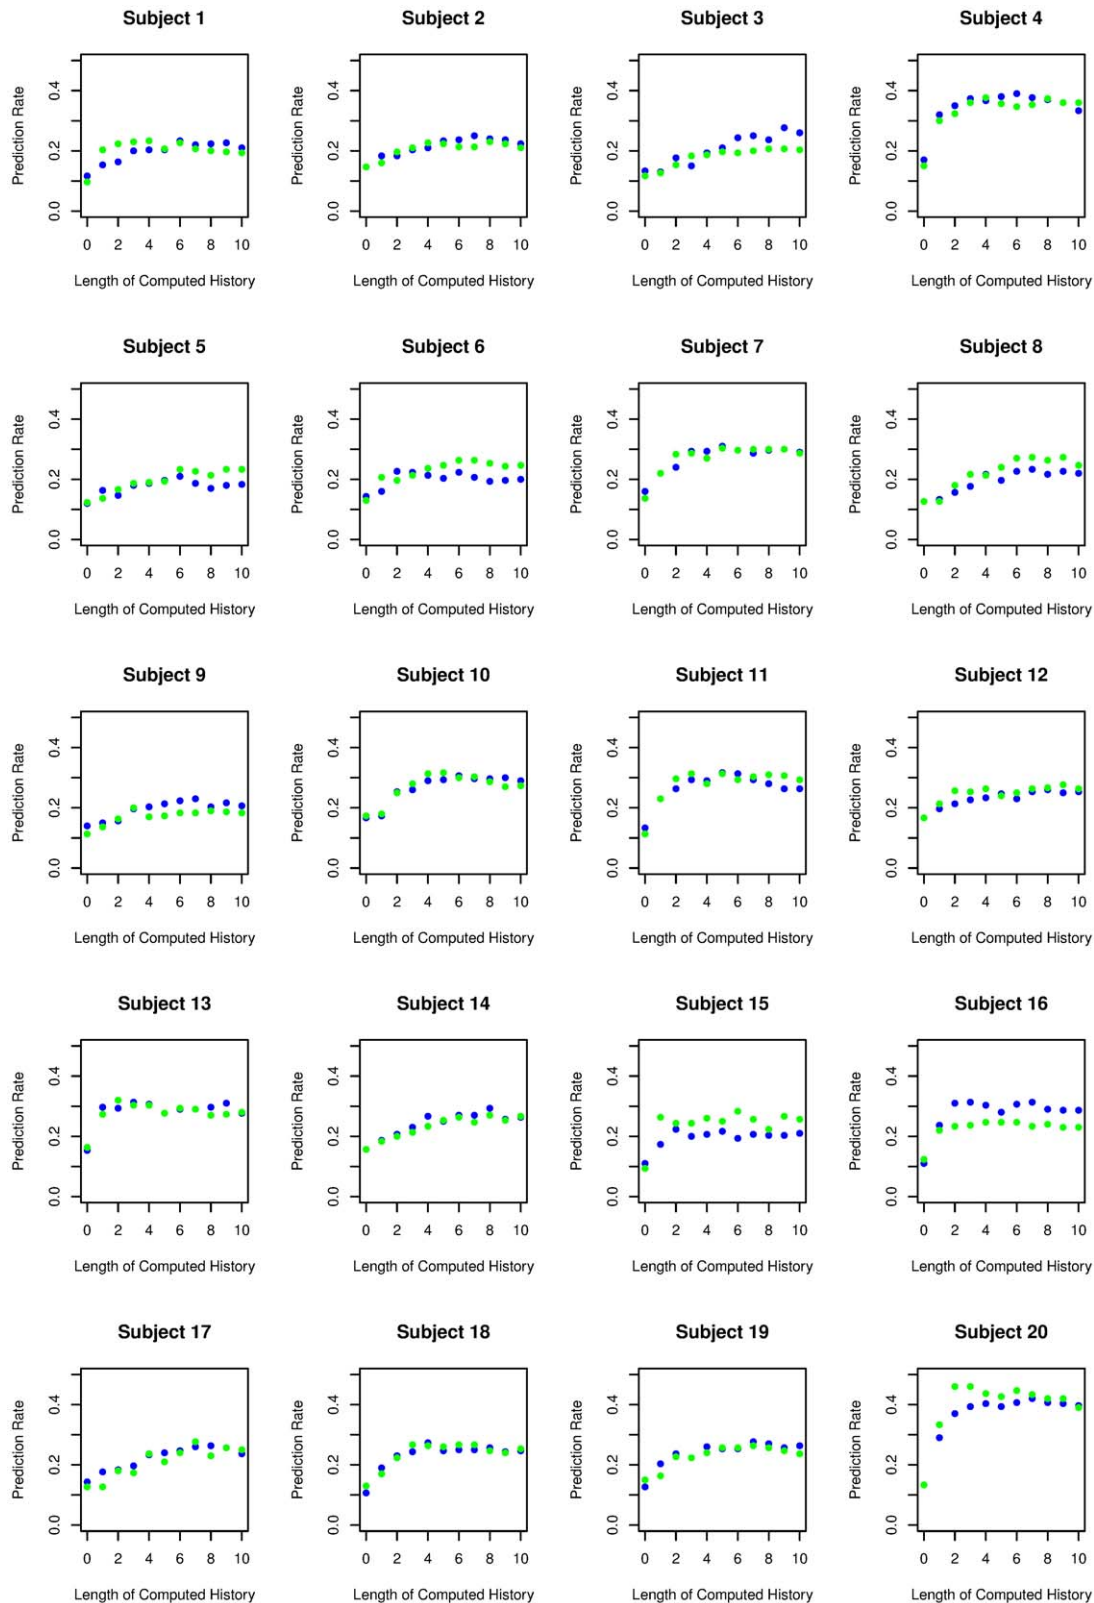 Subject 1 Subject 2 Subject 3 Subject 4
Prediction Rate Prediction Rate Prediction Rate Prediction Rate
0.4 0.4 0.4 0.4
0.2 0.2 0.2 0.2
0.0 0.0 0.0 0.0
0 2 4 6 8 10 0 2 4 6 8 10 0 2 4 6 8 10 0 2 4 6 8 10
Length of Computed History Length of Computed History Length of Computed History Length of Computed History
Subject 5 Subject 6 Subject 7 Subject 8
Prediction Rate Prediction Rate Prediction Rate Prediction Rate
0.4 0.4 0.4 0.4
0.2 0.2 0.2 0.2
0.0 0.0 0.0 0.0
0 2 4 6 8 10 0 2 4 6 8 10 0 2 4 6 8 10 0 2 4 6 8 10
Length of Computed History Length of Computed History Length of Computed History Length of Computed History
Subject 9 Subject 10 Subject 11 Subject 12
Prediction Rate Prediction Rate Prediction Rate Prediction Rate
0.4 0.4 0.4 0.4
0.2 0.2 0.2 0.2
0.0 0.0 0.0 0.0
0 2 4 6 8 10 0 2 4 6 8 10 0 2 4 6 8 10 0 2 4 6 8 10
Length of Computed History Length of Computed History Length of Computed History Length of Computed History
Subject 13 Subject 14 Subject 15 Subject 16
Prediction Rate Prediction Rate Prediction Rate Prediction Rate
0.4 0.4 0.4 0.4
0.2 0.2 0.2 0.2
0.0 0.0 0.0 0.0
0 2 4 6 8 10 0 2 4 6 8 10 0 2 4 6 8 10 0 2 4 6 8 10
Length of Computed History Length of Computed History Length of Computed History Length of Computed History
Subject 17 Subject 18 Subject 19 Subject 20
Prediction Rate Prediction Rate Prediction Rate Prediction Rate
0.4 0.4 0.4 0.4
0.2 0.2 0.2 0.2
0.0 0.0 0.0 0.0
0 2 4 6 8 10 0 2 4 6 8 10 0 2 4 6 8 10 0 2 4 6 8 10
Length of Computed History Length of Computed History Length of Computed History Length of Computed History